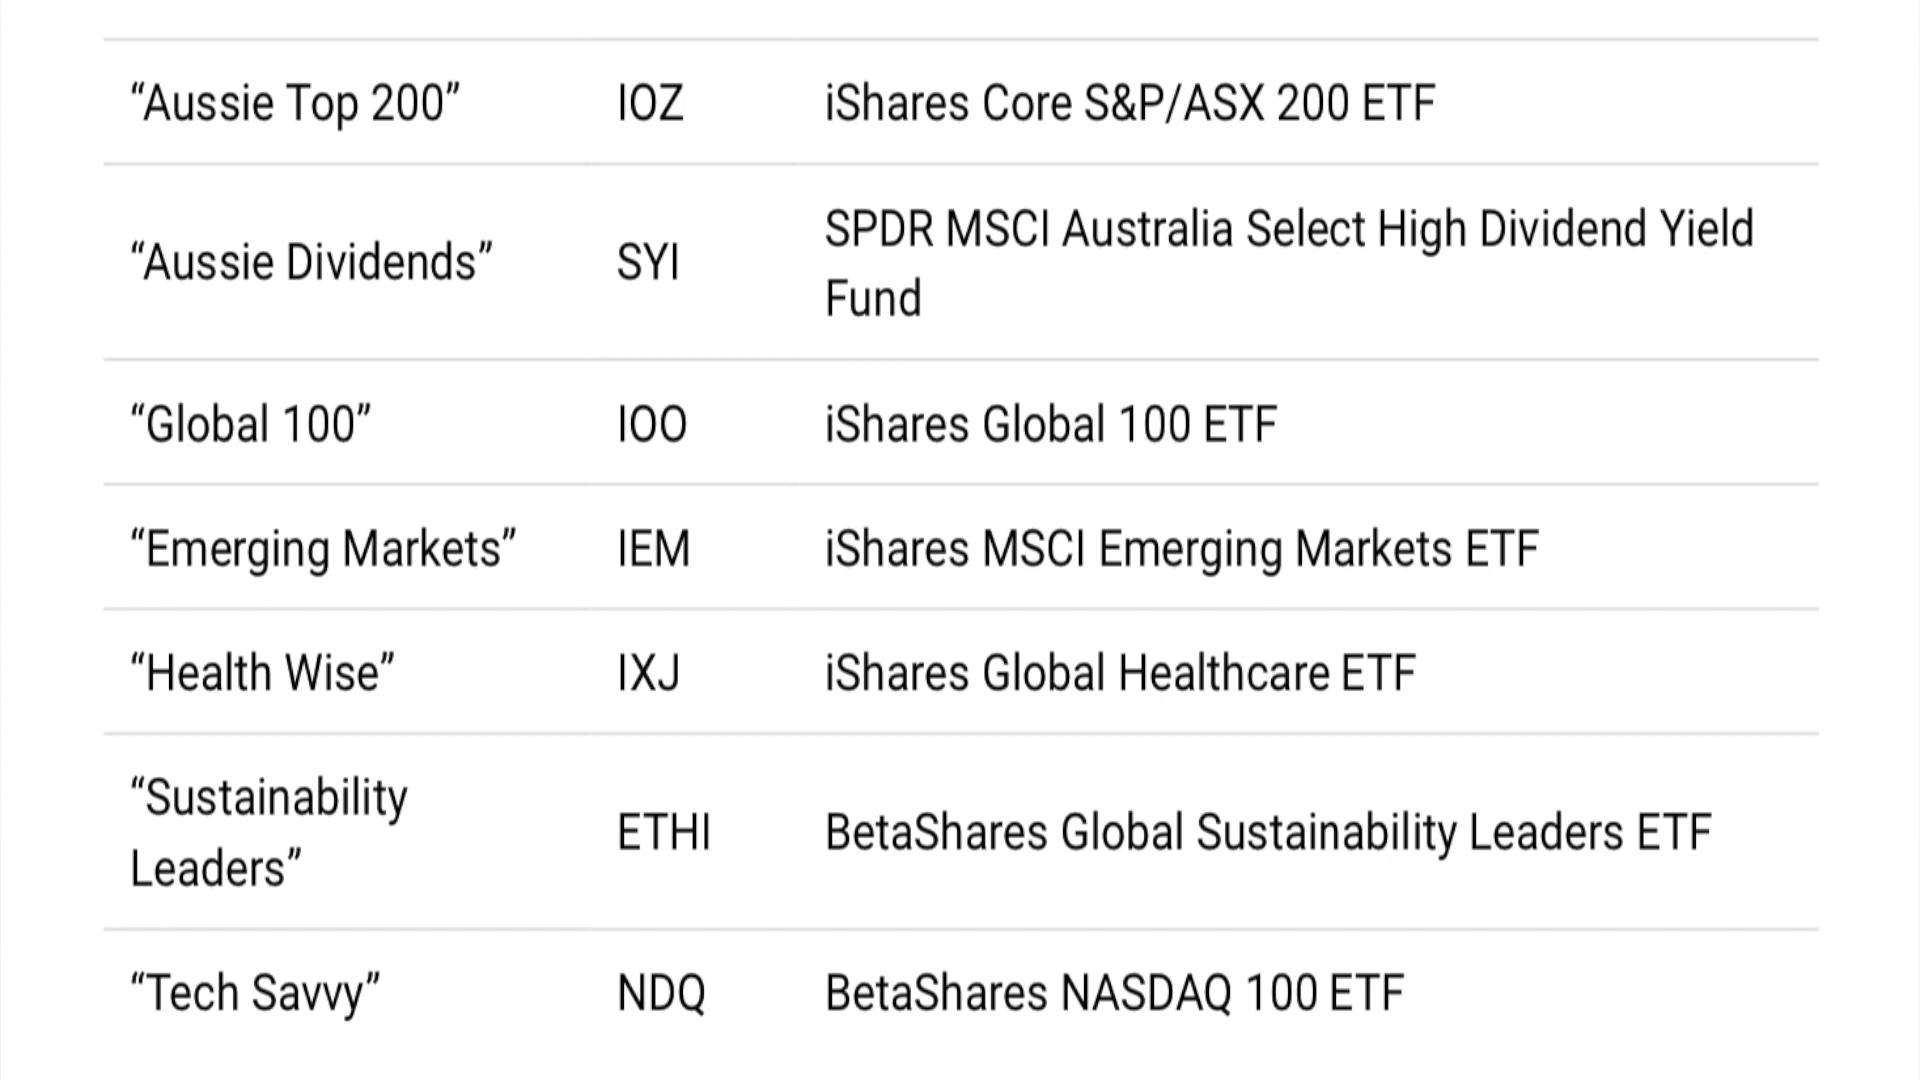 “Aussie Top 200” IOZ iShares Core S&P/ASX 200 ETF
“Aussie Dividends” SYI SPDR MSCI Australia Select High Dividend Yield
Fund
“Global 100” IOO iShares Global 100 ETF
“Emerging Markets” IEM iShares MSCI Emerging Markets ETF
“Health Wise” IXJ iShares Global Healthcare ETF
“Sustainability
Leaders” ETHI BetaShares Global Sustainability Leaders ETF
“Tech Savvy” NDQ BetaShares NASDAQ 100 ETF